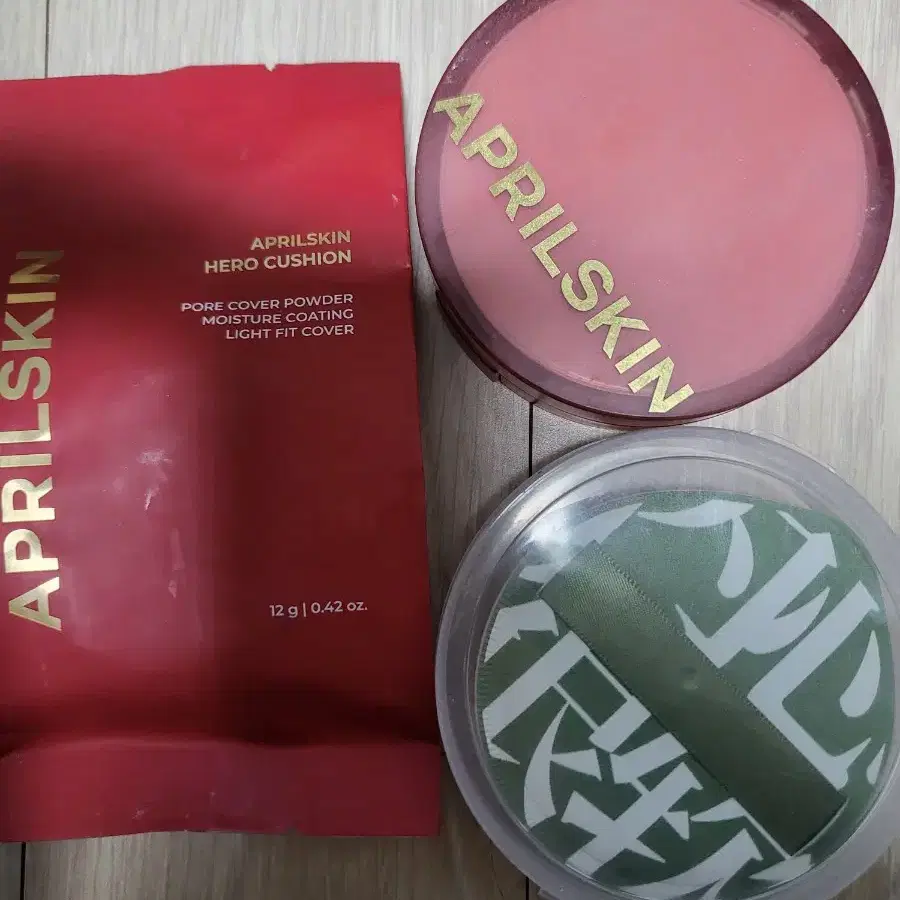 APRILSKIN
APRILSKIN
HERO CUSHION
PORE COVER POWDER
MOISTURE COATING
LIGHT FIT COVER
12 g | 0.42 oz.
APRILSKIN